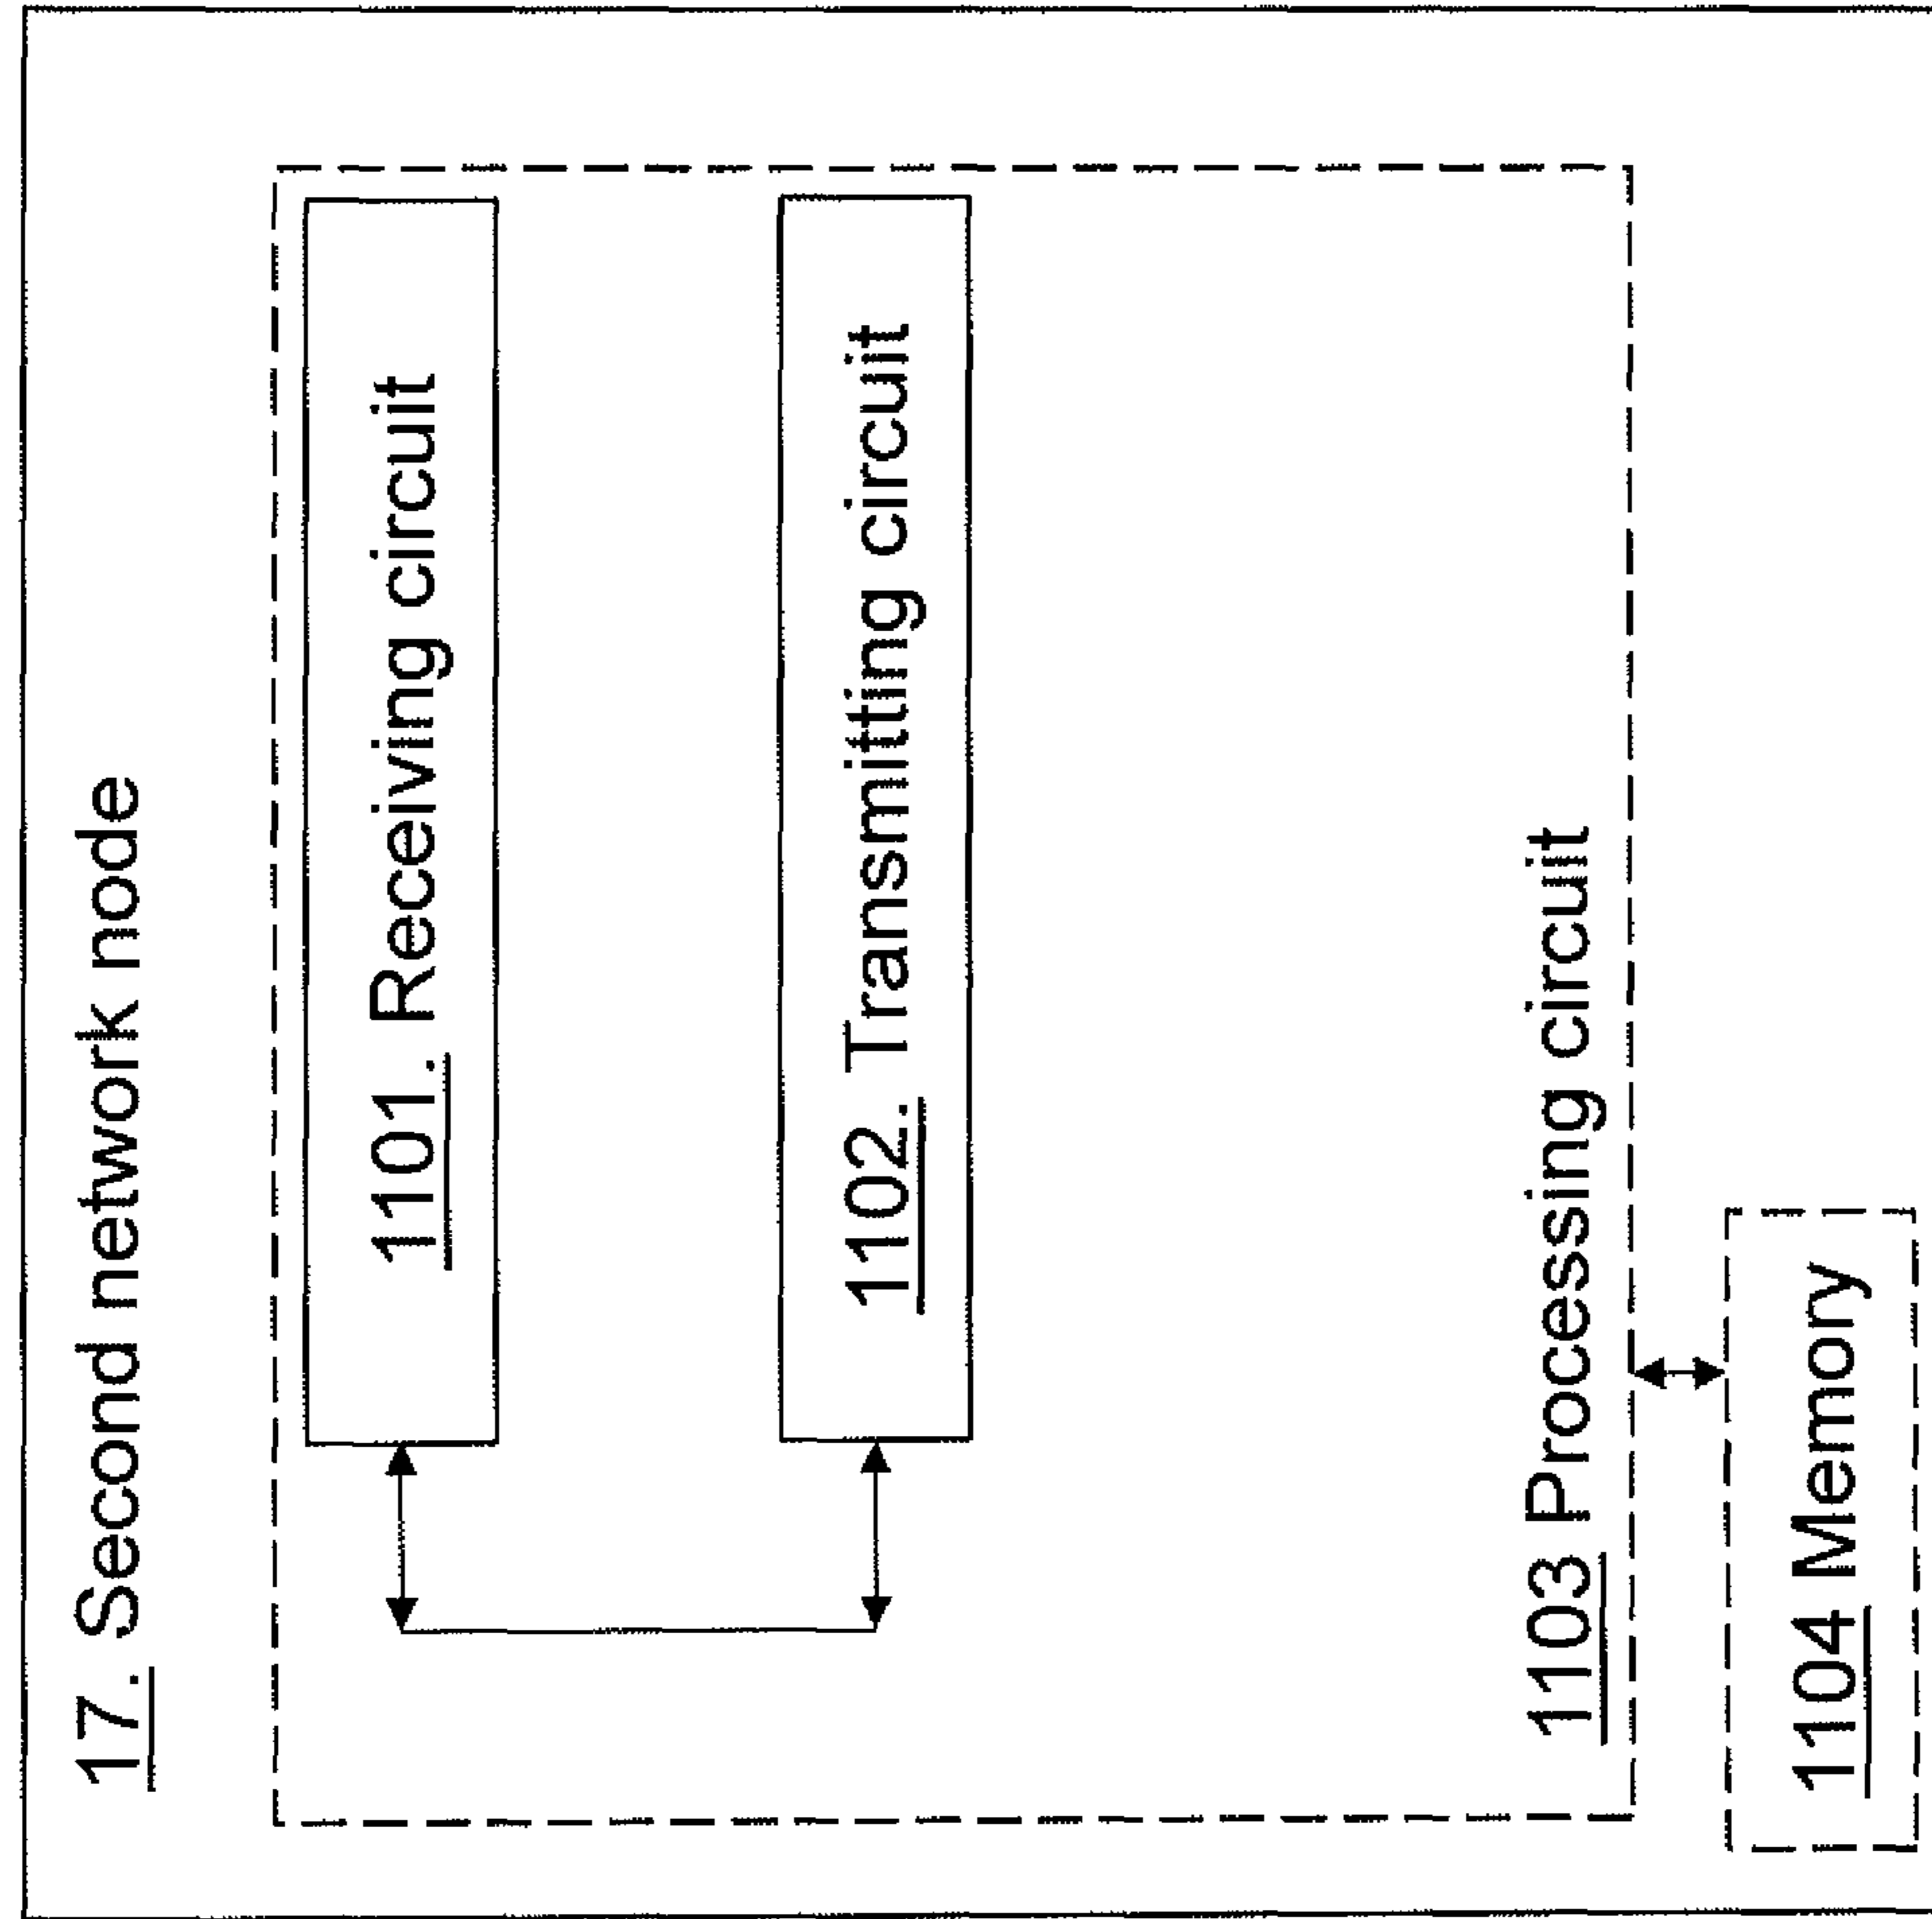 17. Second network node
1101. Receiving circuit
1102. Transmitting circuit
1103 Processing circuit
1104 Memory